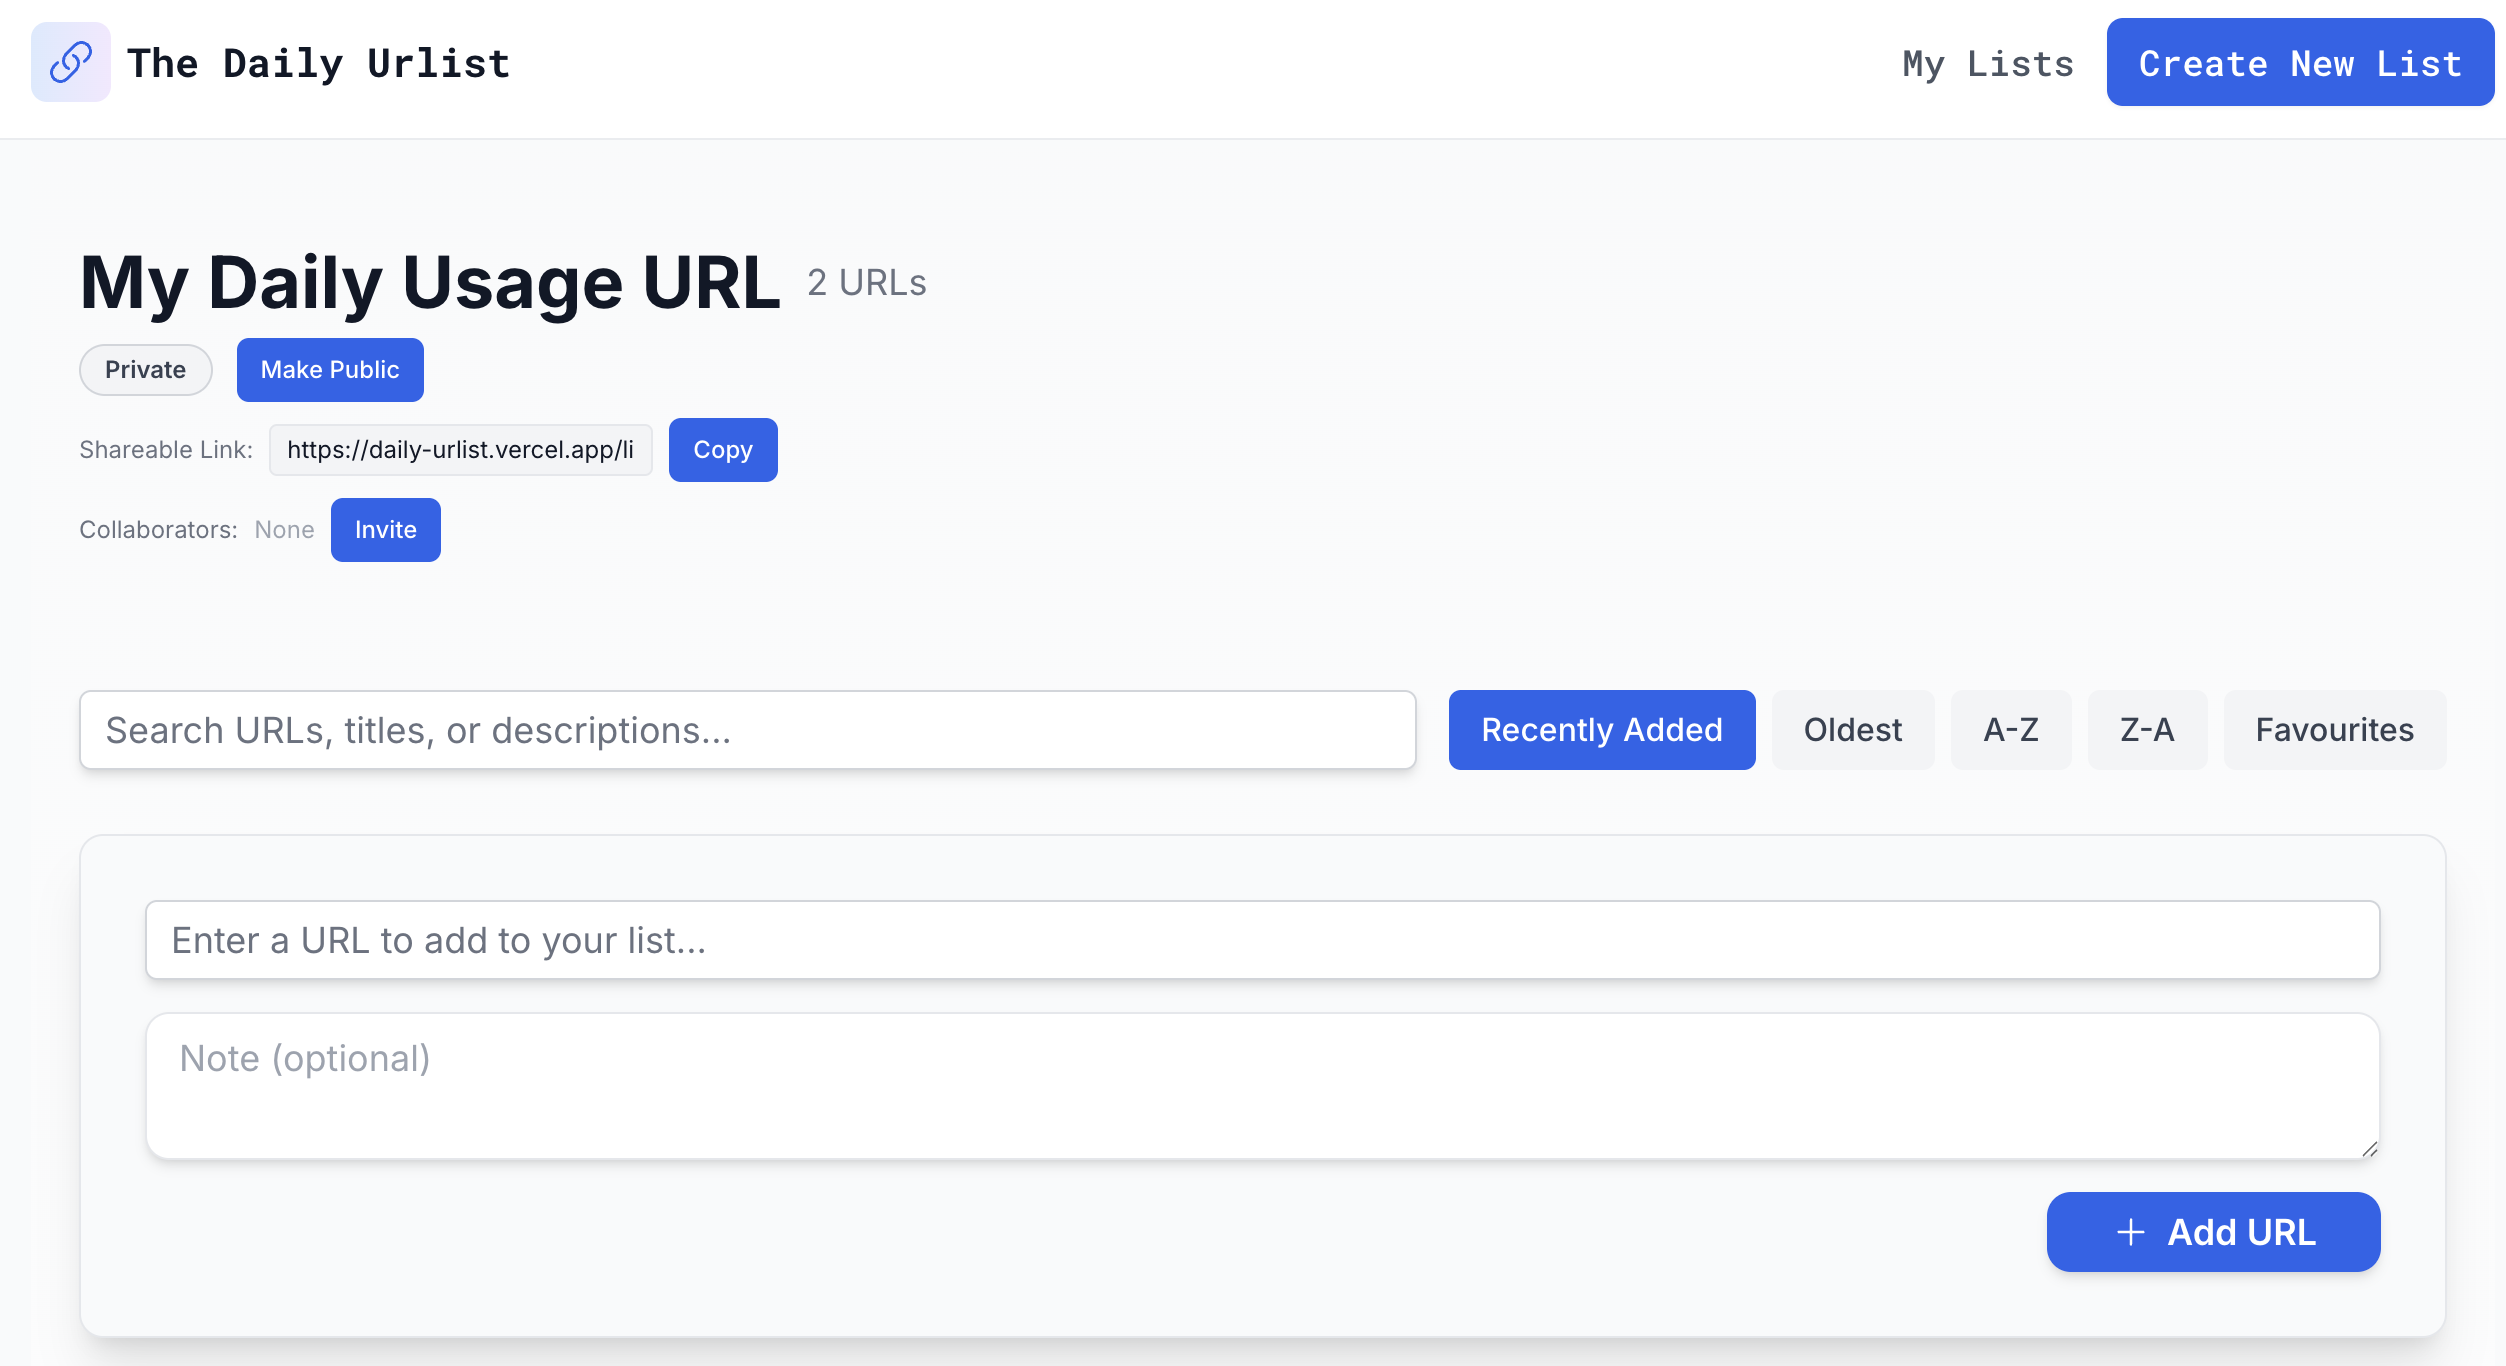 The Daily Urlist
My Lists
Create New List
My Daily Usage URL 2 URLs
Private
Make Public
Shareable Link: https://daily-urlist.vercel.app/li Copy
Collaborators: None Invite
Search URLs, titles, or descriptions...
Recently Added
Oldest
A-Z
Z-A
Favourites
Enter a URL to add to your list...
Note (optional)
Add URL